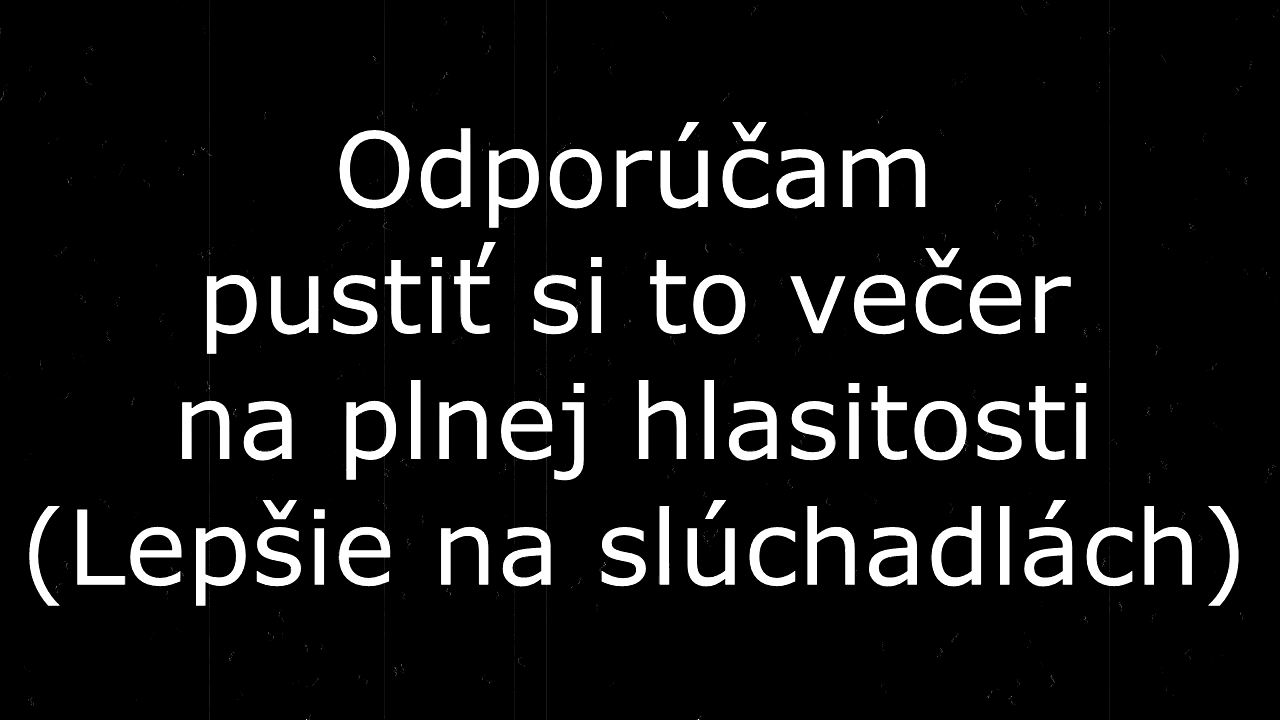 Odporúčam
pustiť si to večer
na plnej hlasitosti
(Lepšie na slúchadlách)